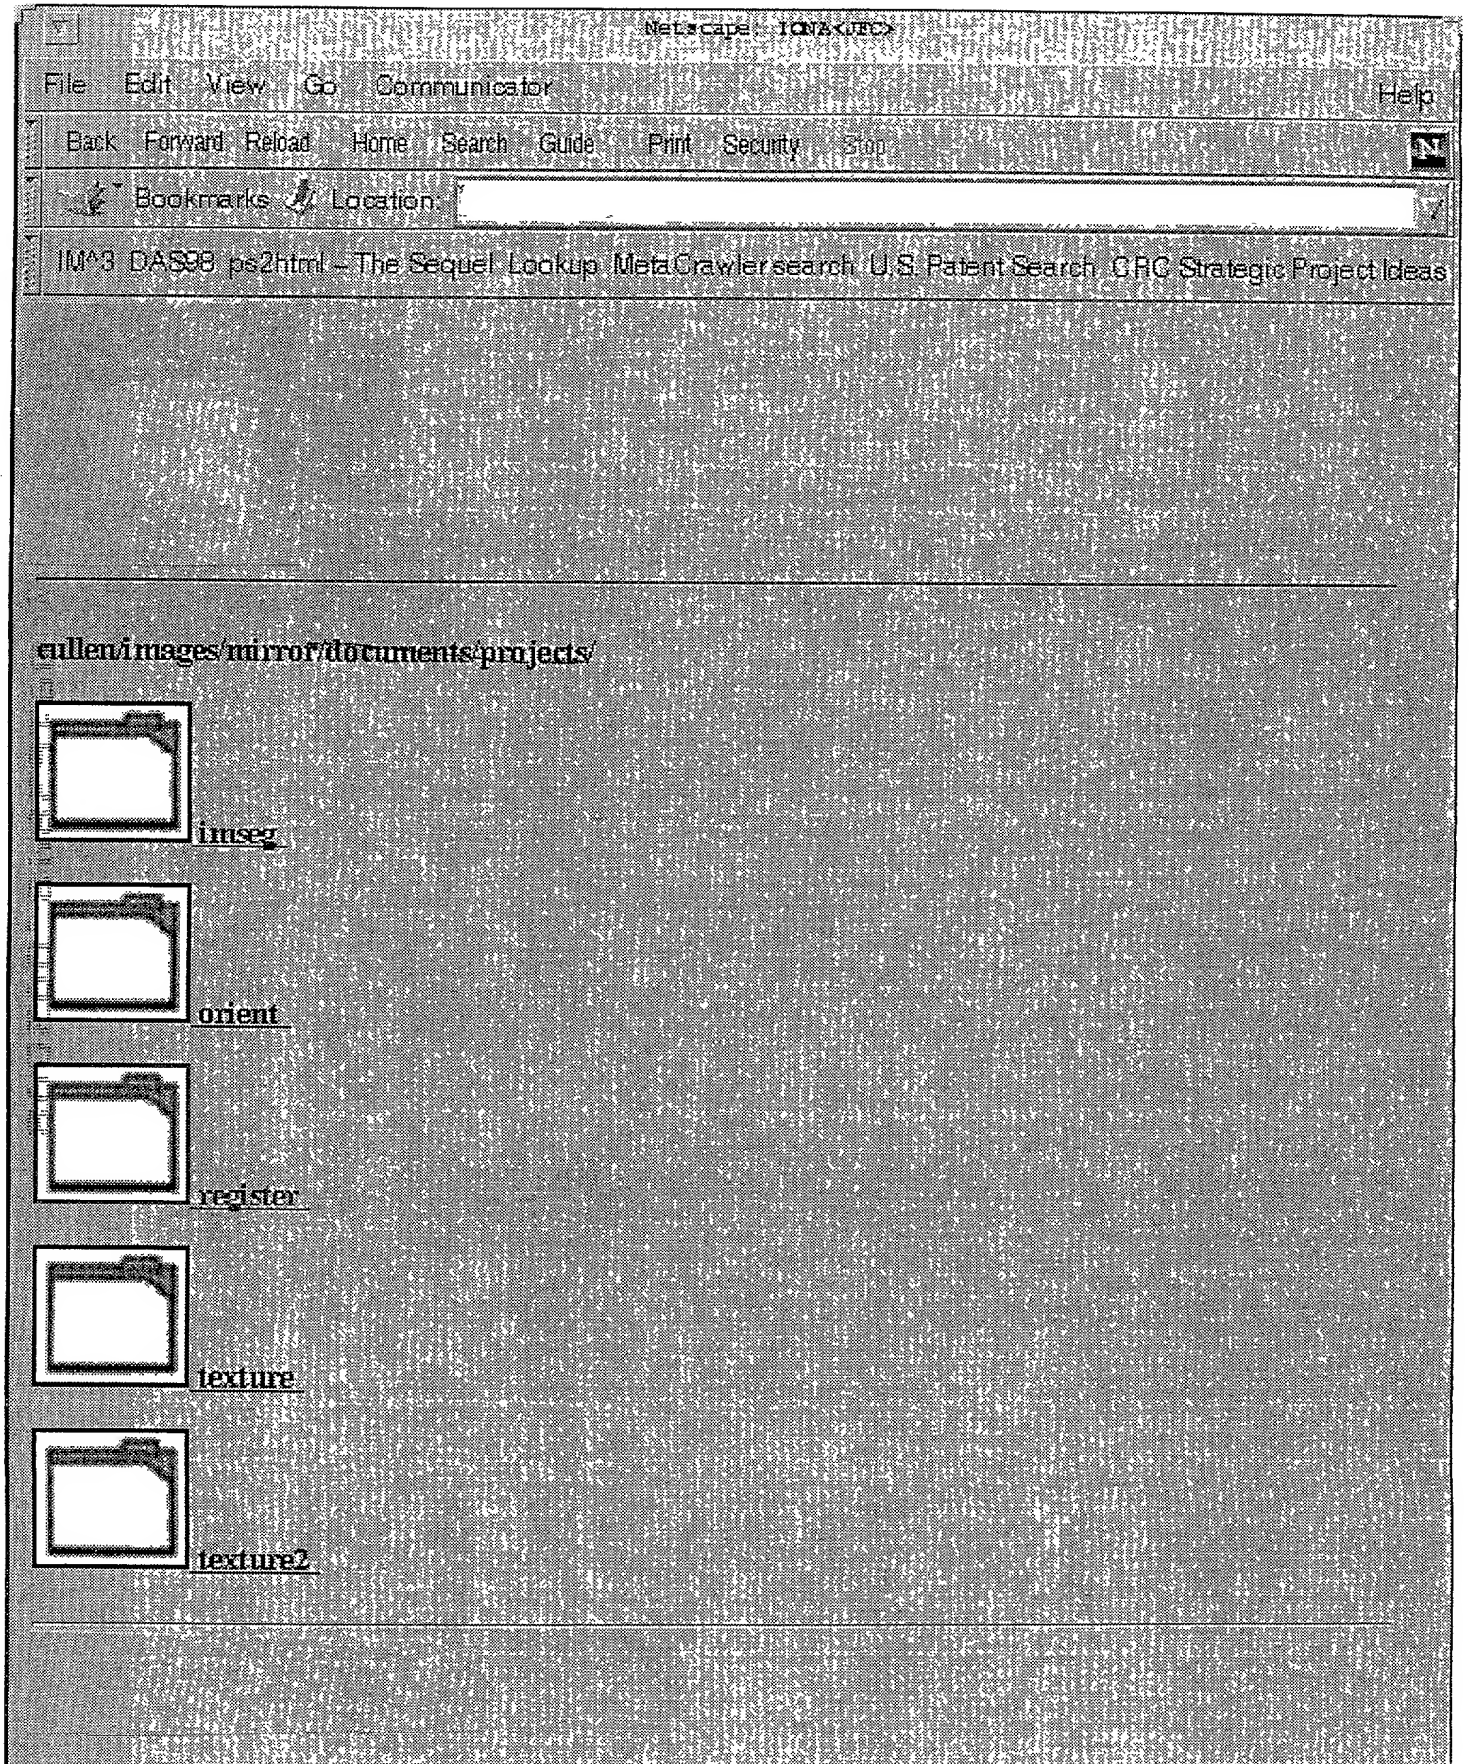 Netscape:
File Edit View Go Communicator Help
Back Forward Reload Home Search Guide Print Security Stop
N
Bookmarks Location:
IM^3 DAS98 ps2html – The Sequel Lookup MetaCrawler search U.S. Patent Search CRC Strategic Project Ideas
cullen/images/mirror/documents/projects/
imseg
orient
register
texture
texture2